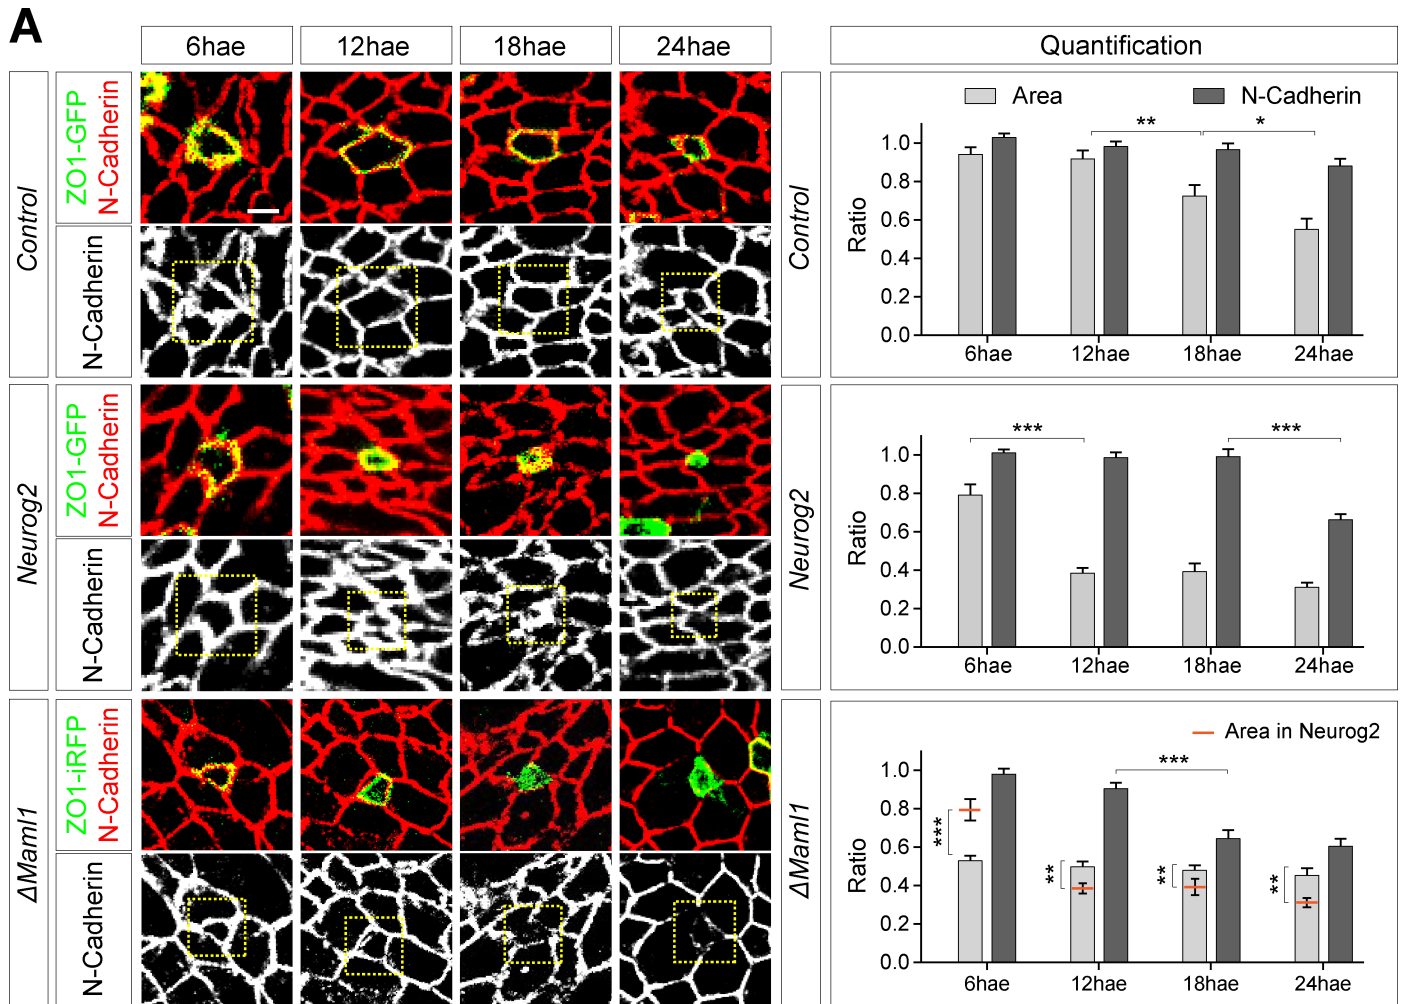 A
6hae
12hae
18hae
24hae
Quantification
Control
ZO1-GFP
N-Cadherin
N-Cadherin
Control
Area
N-Cadherin
**
*
Ratio
1.0
0.8
0.6
0.4
0.2
0.0
6hae
12hae
18hae
24hae
Neurog2
ZO1-GFP
N-Cadherin
N-Cadherin
Neurog2
***
***
Ratio
1.0
0.8
0.6
0.4
0.2
0.0
6hae
12hae
18hae
24hae
ΔMaml1
ZO1-iRFP
N-Cadherin
N-Cadherin
ΔMaml1
Area in Neurog2
***
***
**
**
**
Ratio
1.0
0.8
0.6
0.4
0.2
0.0
6hae
12hae
18hae
24hae